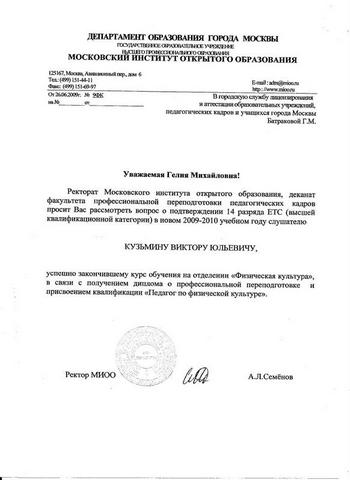 ДЕПАРТАМЕНТ ОБРАЗОВАНИЯ ГОРОДА МОСКВЫ
ГОСУДАРСТВЕННОЕ ОБРАЗОВАТЕЛЬНОЕ УЧРЕЖДЕНИЕ
ВЫСШЕГО ПРОФЕССИОНАЛЬНОГО ОБРАЗОВАНИЯ
МОСКОВСКИЙ ИНСТИТУТ ОТКРЫТОГО ОБРАЗОВАНИЯ
125167, Москва, Авиационный пер., дом 6
Тел.: (499) 151-44-11
Факс: (499) 151-69-97
E-mail: adm@mioo.ru
http://www.mioo.ru
От 26.06.2009г. № 9ФК
на № от
В городскую службу лицензирования
и аттестации образовательных учреждений,
педагогических кадров и учащихся города Москвы
Батраковой Г.М.
Уважаемая Гелия Михайловна!
Ректорат Московского института открытого образования, деканат
факультета профессиональной переподготовки педагогических кадров
просит Вас рассмотреть вопрос о подтверждении 14 разряда ЕТС (высшей
квалификационной категории) в новом 2009-2010 учебном году слушателю
КУЗЬМИНУ ВИКТОРУ ЮЛЬЕВИЧУ,
успешно закончившему курс обучения на отделении «Физическая культура»,
в связи с получением диплома о профессиональной переподготовке и
присвоением квалификации «Педагог по физической культуре».
Ректор МИОО
А.Л.Семёнов